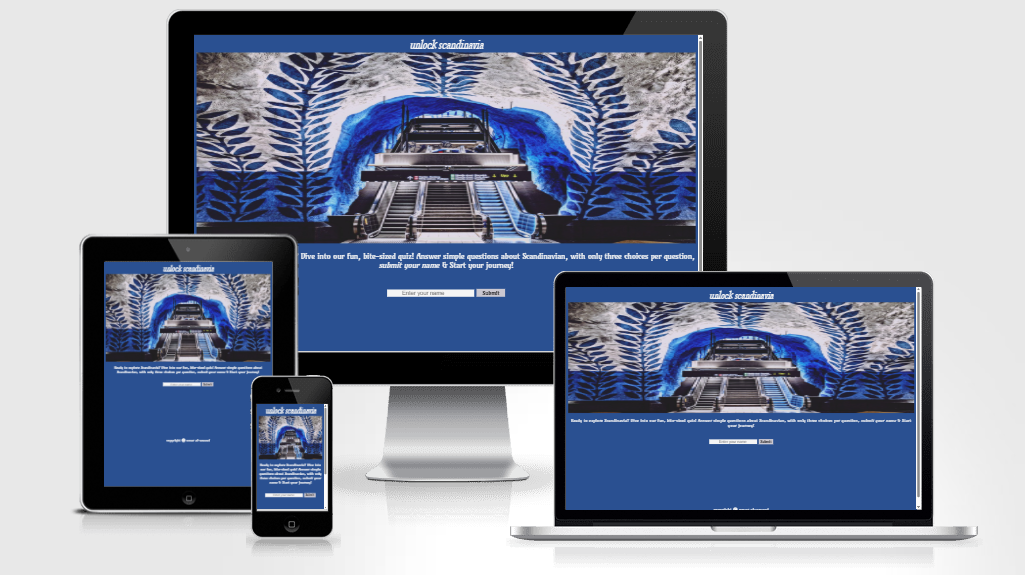 unlock scandinavia
Dive into our fun, bite-sized quiz! Answer simple questions about Scandinavian, with only three choices per question,
submit your name & Start your journey!
Enter your name Submit
unlock scandinavia
Ready to explore Scandinavia? Dive into our fun, bite-sized quiz! Answer simple questions about
Scandinavian, with only three choices per question, submit your name & Start your journey!
Enter your name Submit
copyright
unlock scandinavia
Ready to explore Scandinavia? Dive into
our fun, bite-sized quiz! Answer simple
questions about Scandinavian, with only
three choices per question, submit your
name & Start your journey!
Enter your name Submit
unlock scandinavia
Ready to explore Scandinavia? Dive into our fun, bite-sized quiz! Answer simple questions about Scandinavian, with only three choices per question, submit your name & Start
your journey!
Enter your name Submit